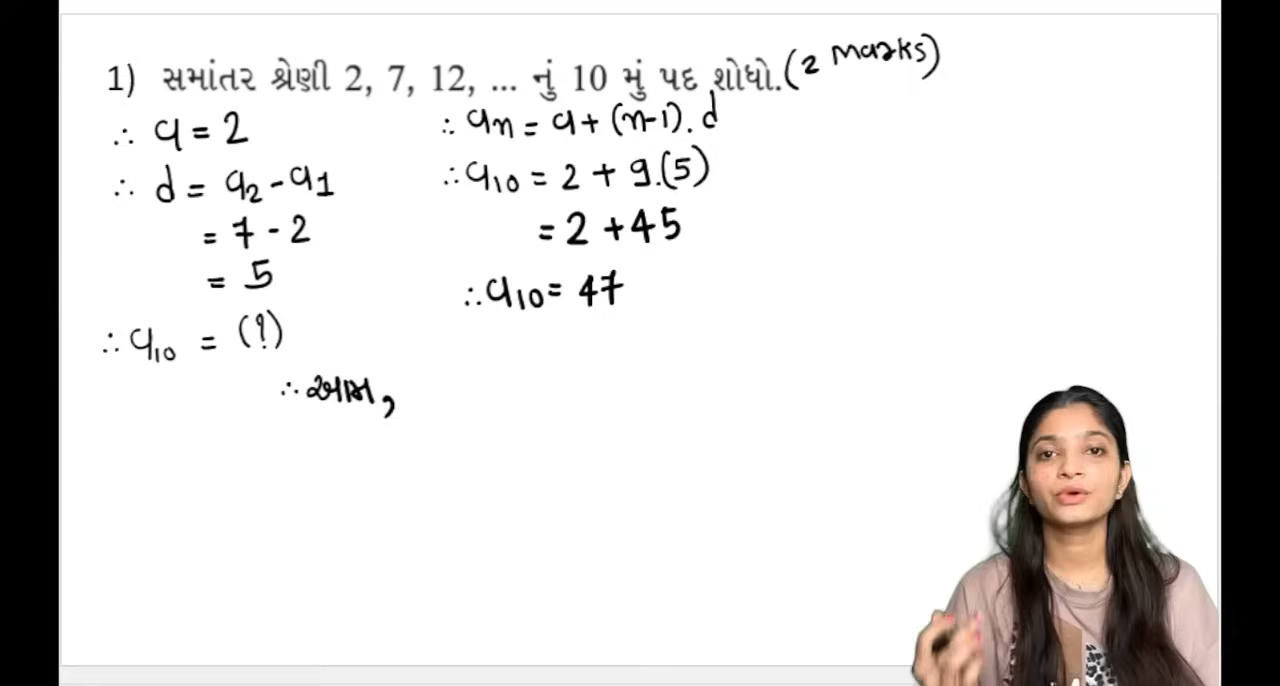 1) સમાંતર શ્રેણી 2, 7, 12, ... નું 10 મું પદ શોધો. (2 marks)
∴ a = 2
∴ d = a₂ - a₁
= 7 - 2
= 5
∴ a₁₀ = (?)
∴ આમ,
∴ aₙ = a + (n-1). d
∴ a₁₀ = 2 + 9.(5)
= 2 + 45
∴ a₁₀ = 47